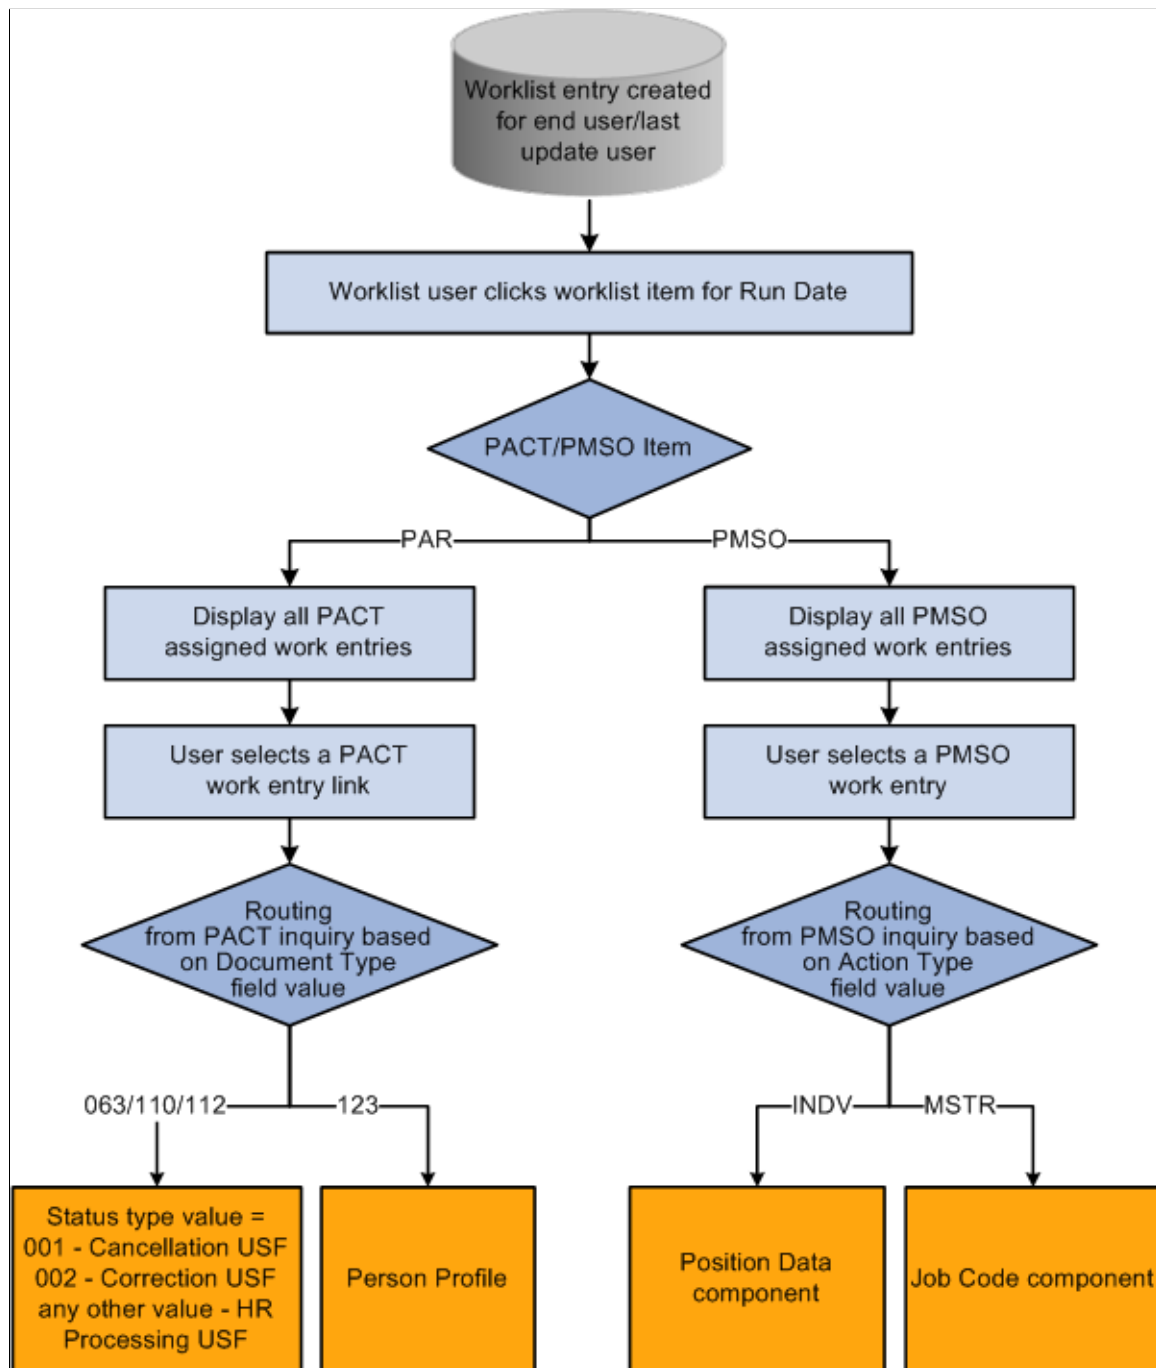 Worklist entry created
for end user/last
update user
Worklist user clicks worklist item for Run Date
PACT/PMSO Item
PAR
PMSO
Display all PACT
assigned work entries
Display all PMSO
assigned work entries
User selects a PACT
work entry link
User selects a PMSO
work entry
Routing
from PACT inquiry based
on Document Type
field value
Routing
from PMSO inquiry based
on Action Type
field value
063/110/112
123
INDV
MSTR
Status type value =
001 - Cancellation USF
002 - Correction USF
any other value - HR
Processing USF
Person Profile
Position Data
component
Job Code component